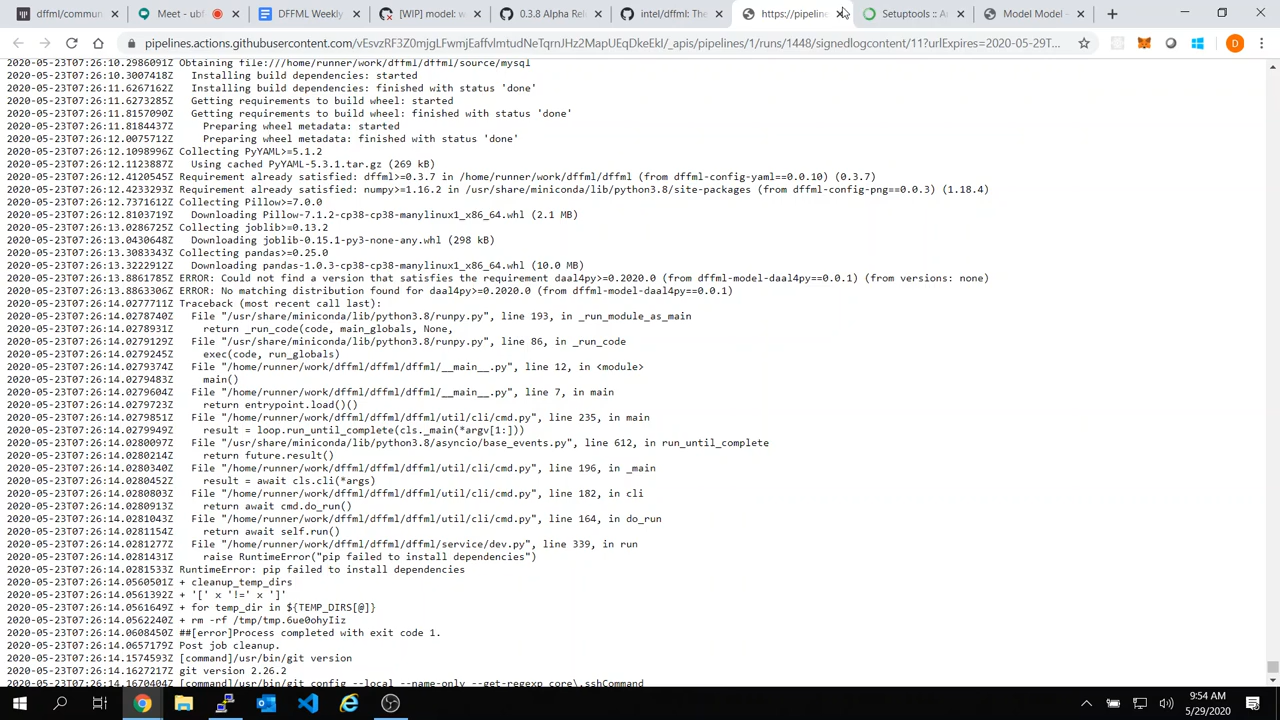 dffml/commun
Meet - ubf
DFFML Weekly
[WIP] model: w
0.3.8 Alpha Rel
intel/dffml: The
https://pipeline
Setuptools :: A
Model Model -
2020-05-23T07:26:10.2986091Z Obtaining file:///home/runner/work/dffml/dffml/source/mysql
2020-05-23T07:26:10.3007418Z   Installing build dependencies: started
2020-05-23T07:26:11.6267162Z   Installing build dependencies: finished with status 'done'
2020-05-23T07:26:11.6273285Z   Getting requirements to build wheel: started
2020-05-23T07:26:11.8157090Z   Getting requirements to build wheel: finished with status 'done'
2020-05-23T07:26:11.8184437Z     Preparing wheel metadata: started
2020-05-23T07:26:12.0075712Z     Preparing wheel metadata: finished with status 'done'
2020-05-23T07:26:12.1098996Z Collecting PyYAML>=5.1.2
2020-05-23T07:26:12.1123887Z   Using cached PyYAML-5.3.1.tar.gz (269 kB)
2020-05-23T07:26:12.4120545Z Requirement already satisfied: dffml>=0.3.7 in /home/runner/work/dffml/dffml (from dffml-config-yaml==0.0.10) (0.3.7)
2020-05-23T07:26:12.4233293Z Requirement already satisfied: numpy>=1.16.2 in /usr/share/miniconda/lib/python3.8/site-packages (from dffml-config-png==0.0.3) (1.18.4)
2020-05-23T07:26:12.7371612Z Collecting Pillow>=7.0.0
2020-05-23T07:26:12.8103719Z   Downloading Pillow-7.1.2-cp38-cp38-manylinux1_x86_64.whl (2.1 MB)
2020-05-23T07:26:13.0286725Z Collecting joblib>=0.13.2
2020-05-23T07:26:13.0430648Z   Downloading joblib-0.15.1-py3-none-any.whl (298 kB)
2020-05-23T07:26:13.3083343Z Collecting pandas>=0.25.0
2020-05-23T07:26:13.3222912Z   Downloading pandas-1.0.3-cp38-cp38-manylinux1_x86_64.whl (10.0 MB)
2020-05-23T07:26:13.8861785Z ERROR: Could not find a version that satisfies the requirement daal4py>=0.2020.0 (from dffml-model-daal4py==0.0.1) (from versions: none)
2020-05-23T07:26:13.8863306Z ERROR: No matching distribution found for daal4py>=0.2020.0 (from dffml-model-daal4py==0.0.1)
2020-05-23T07:26:14.0277711Z Traceback (most recent call last):
2020-05-23T07:26:14.0278740Z   File "/usr/share/miniconda/lib/python3.8/runpy.py", line 193, in _run_module_as_main
2020-05-23T07:26:14.0278931Z     return _run_code(code, main_globals, None,
2020-05-23T07:26:14.0279129Z   File "/usr/share/miniconda/lib/python3.8/runpy.py", line 86, in _run_code
2020-05-23T07:26:14.0279245Z     exec(code, run_globals)
2020-05-23T07:26:14.0279374Z   File "/home/runner/work/dffml/dffml/dffml/__main__.py", line 12, in <module>
2020-05-23T07:26:14.0279483Z     main()
2020-05-23T07:26:14.0279604Z   File "/home/runner/work/dffml/dffml/dffml/__main__.py", line 7, in main
2020-05-23T07:26:14.0279723Z     return entrypoint.load()()
2020-05-23T07:26:14.0279851Z   File "/home/runner/work/dffml/dffml/dffml/util/cli/cmd.py", line 235, in main
2020-05-23T07:26:14.0279949Z     result = loop.run_until_complete(cls._main(*argv[1:]))
2020-05-23T07:26:14.0280097Z   File "/usr/share/miniconda/lib/python3.8/asyncio/base_events.py", line 612, in run_until_complete
2020-05-23T07:26:14.0280214Z     return future.result()
2020-05-23T07:26:14.0280340Z   File "/home/runner/work/dffml/dffml/dffml/util/cli/cmd.py", line 196, in _main
2020-05-23T07:26:14.0280452Z     result = await cls.cli(*args)
2020-05-23T07:26:14.0280803Z   File "/home/runner/work/dffml/dffml/dffml/util/cli/cmd.py", line 182, in cli
2020-05-23T07:26:14.0280913Z     return await cmd.do_run()
2020-05-23T07:26:14.0281043Z   File "/home/runner/work/dffml/dffml/dffml/util/cli/cmd.py", line 164, in do_run
2020-05-23T07:26:14.0281154Z     return await self.run()
2020-05-23T07:26:14.0281277Z   File "/home/runner/work/dffml/dffml/dffml/service/dev.py", line 339, in run
2020-05-23T07:26:14.0281431Z     raise RuntimeError("pip failed to install dependencies")
2020-05-23T07:26:14.0281533Z RuntimeError: pip failed to install dependencies
2020-05-23T07:26:14.0560501Z + cleanup_temp_dirs
2020-05-23T07:26:14.0561392Z + '[' x '!=' x ']'
2020-05-23T07:26:14.0561649Z + for temp_dir in ${TEMP_DIRS[@]}
2020-05-23T07:26:14.0562240Z + rm -rf /tmp/tmp.6ue0ohyIiz
2020-05-23T07:26:14.0608450Z ##[error]Process completed with exit code 1.
2020-05-23T07:26:14.0657179Z Post job cleanup.
2020-05-23T07:26:14.1574593Z [command]/usr/bin/git version
2020-05-23T07:26:14.1627217Z git version 2.26.2
2020-05-23T07:26:14.1670404Z [command]/usr/bin/git config --local --name-only --get-regexp core\.sshCommand
9:54 AM
5/29/2020